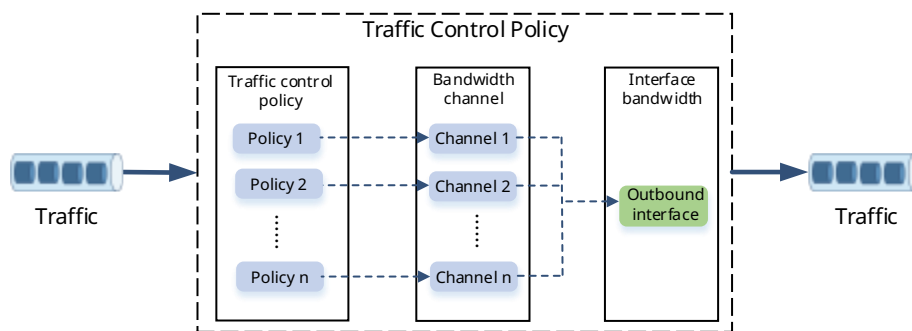 Traffic Control Policy
Traffic control
policy
Bandwidth
channel
Interface
bandwidth
Policy 1
Channel 1
Policy 2
Channel 2
Outbound
interface
Policy n
Channel n
Traffic
Traffic